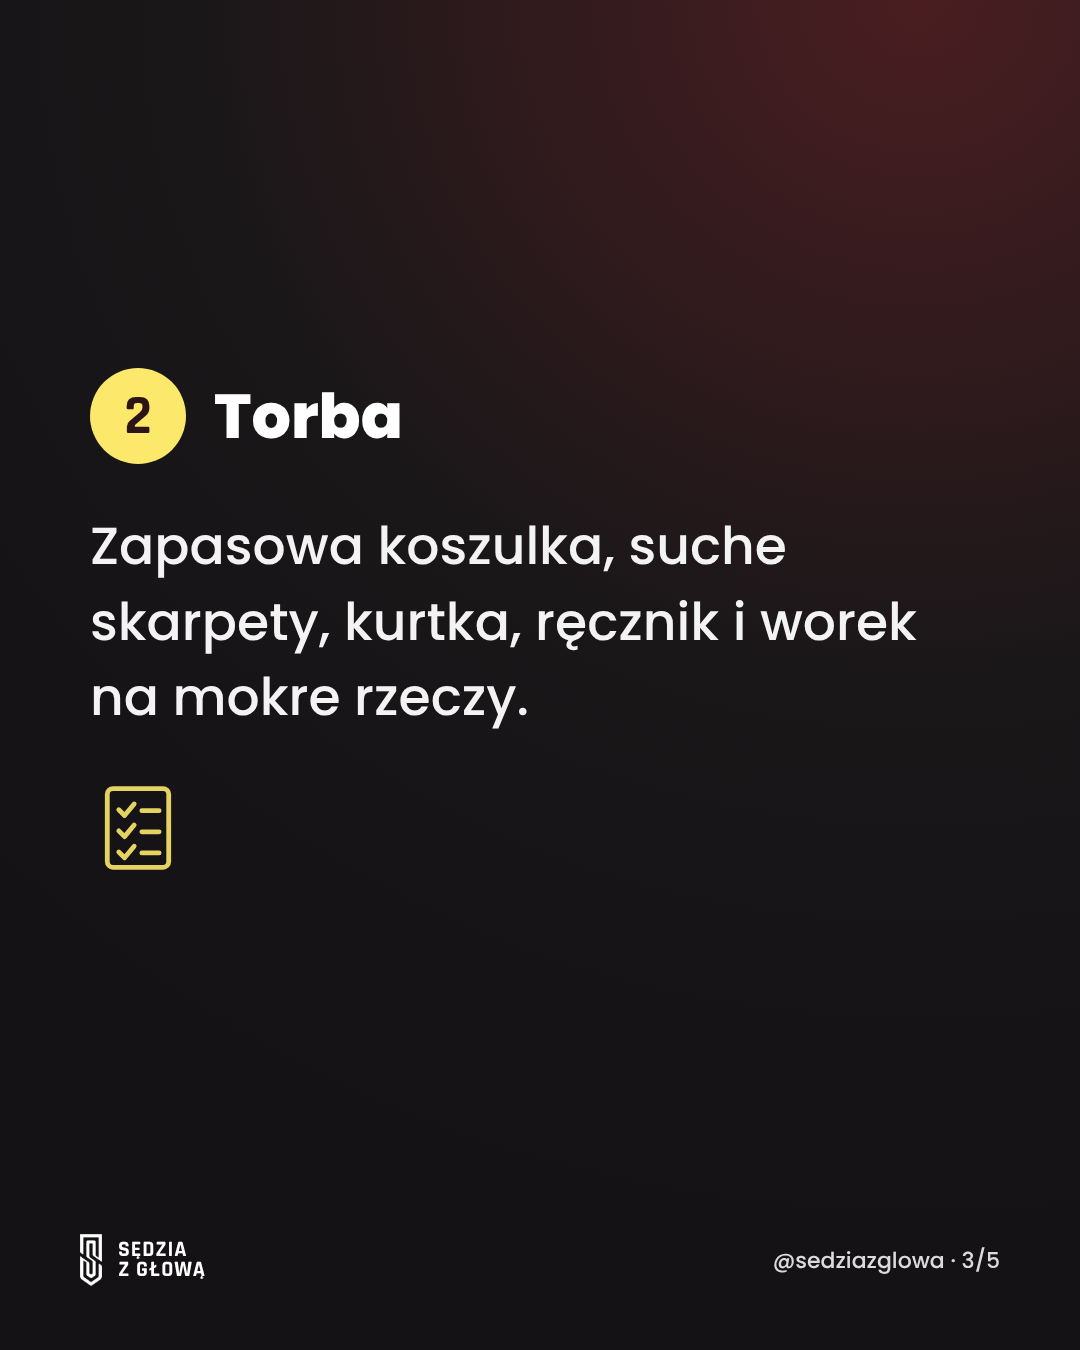 2
Torba
Zapasowa koszulka, suche
skarpety, kurtka, ręcznik i worek
na mokre rzeczy.
SĘDZIA
Z GŁOWĄ
@sedziazglowa · 3/5